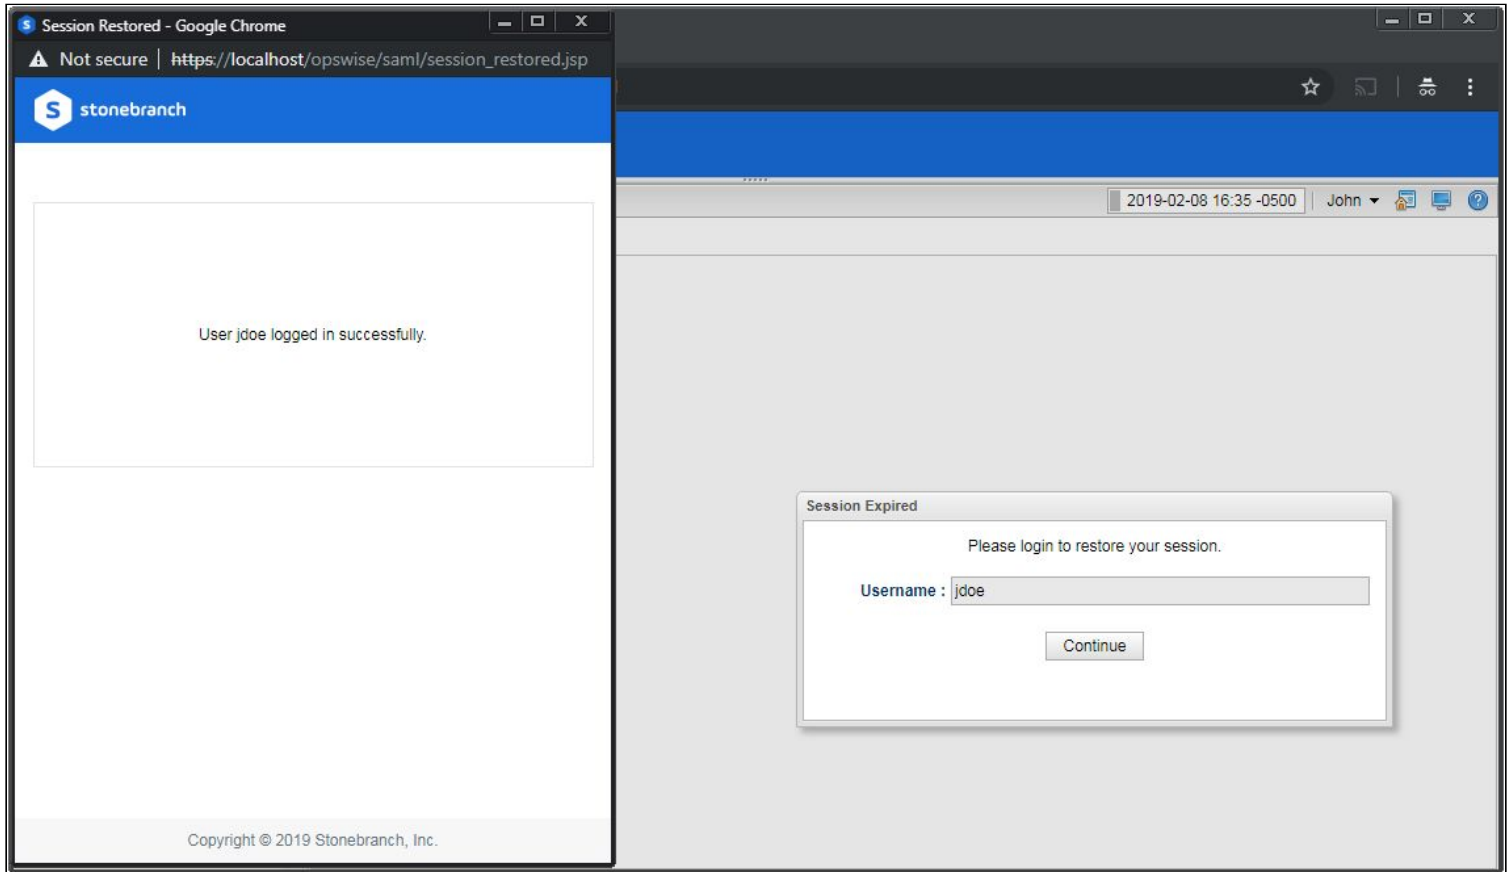 Session Restored - Google Chrome
Not secure | https://localhost/opswise/saml/session_restored.jsp
stonebranch
User jdoe logged in successfully.
Copyright © 2019 Stonebranch, Inc.
2019-02-08 16:35 -0500
John
Session Expired
Please login to restore your session.
Username : jdoe
Continue